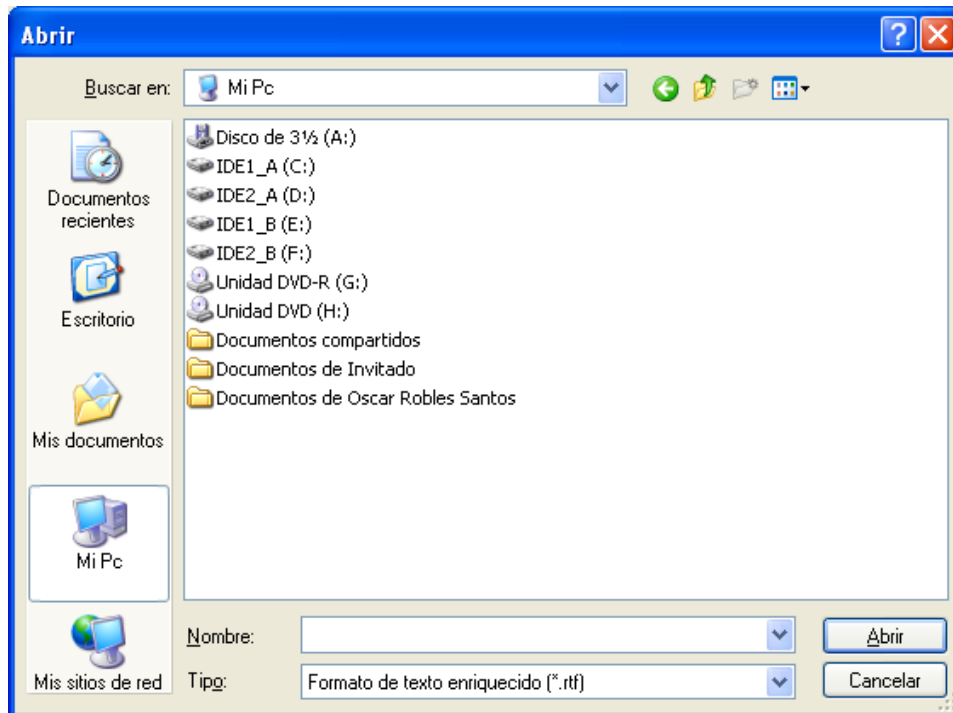 Abrir
Buscar en:
Mi Pc
Documentos
recientes
Escritorio
Mis documentos
Mi Pc
Mis sitios de red
Disco de 3½ (A:)
IDE1_A (C:)
IDE2_A (D:)
IDE1_B (E:)
IDE2_B (F:)
Unidad DVD-R (G:)
Unidad DVD (H:)
Documentos compartidos
Documentos de Invitado
Documentos de Oscar Robles Santos
Nombre:
Abrir
Tipo:
Formato de texto enriquecido (*.rtf)
Cancelar